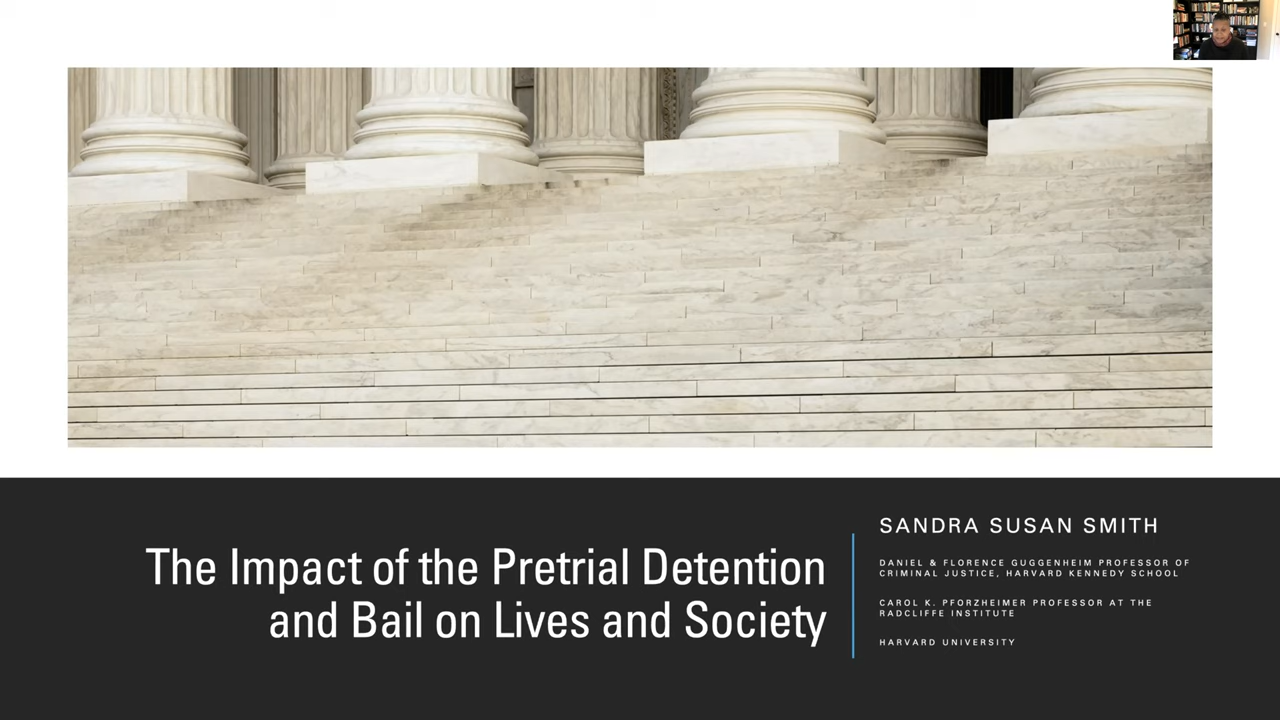 The Impact of the Pretrial Detention
and Bail on Lives and Society
SANDRA SUSAN SMITH
DANIEL & FLORENCE GUGGENHEIM PROFESSOR OF
CRIMINAL JUSTICE, HARVARD KENNEDY SCHOOL
CAROL K. PFORZHEIMER PROFESSOR AT THE
RADCLIFFE INSTITUTE
HARVARD UNIVERSITY